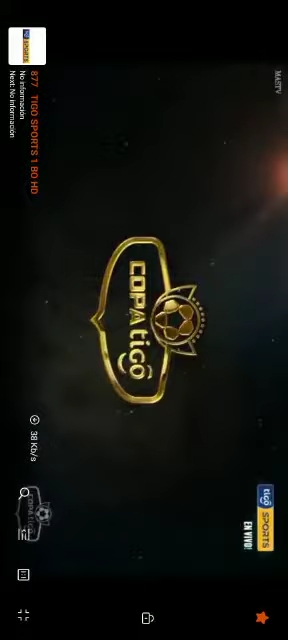 877 TIGO SPORTS 1 BO HD
No información
Next: No información
MASTV
COPA tigo
38 Kb/s
tigo SPORTS
EN VIVO!